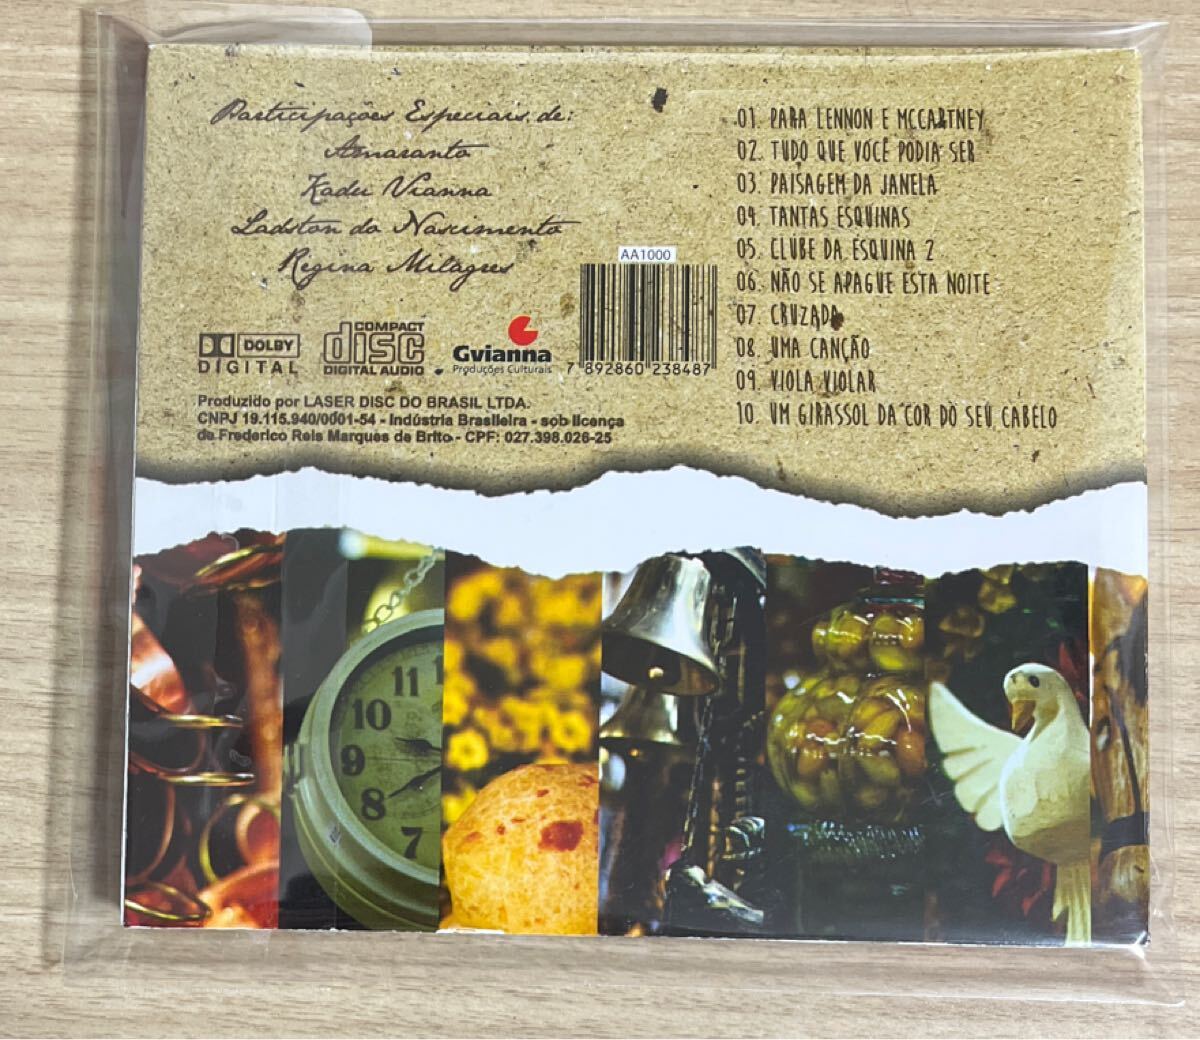 Participações Especiais de:
Amaranto
Kadu Vianna
Ladston do Nascimento
Regina Milagres
01. PARA LENNON E MCCARTNEY
02. TUDO QUE VOCÊ PODIA SER
03. PAISAGEM DA JANELA
04. TANTAS ESQUINAS
05. CLUBE DA ESQUINA 2
06. NÃO SE APAGUE ESTA NOITE
07. CRUZADA
08. UMA CANÇÃO
09. VIOLA VIOLAR
10. UM GIRASSOL DA COR DO SEU CABELO
AA1000
7 892860 238487
DOLBY
DIGITAL
COMPACT
disc
DIGITAL AUDIO
Gvianna
Produções Culturais
Produzido por LASER DISC DO BRASIL LTDA.
CNPJ 19.115.940/0001-54 - Indústria Brasileira - sob licença
de Frederico Reis Marques de Brito - CPF: 027.398.026-25
11
10
9
8
7